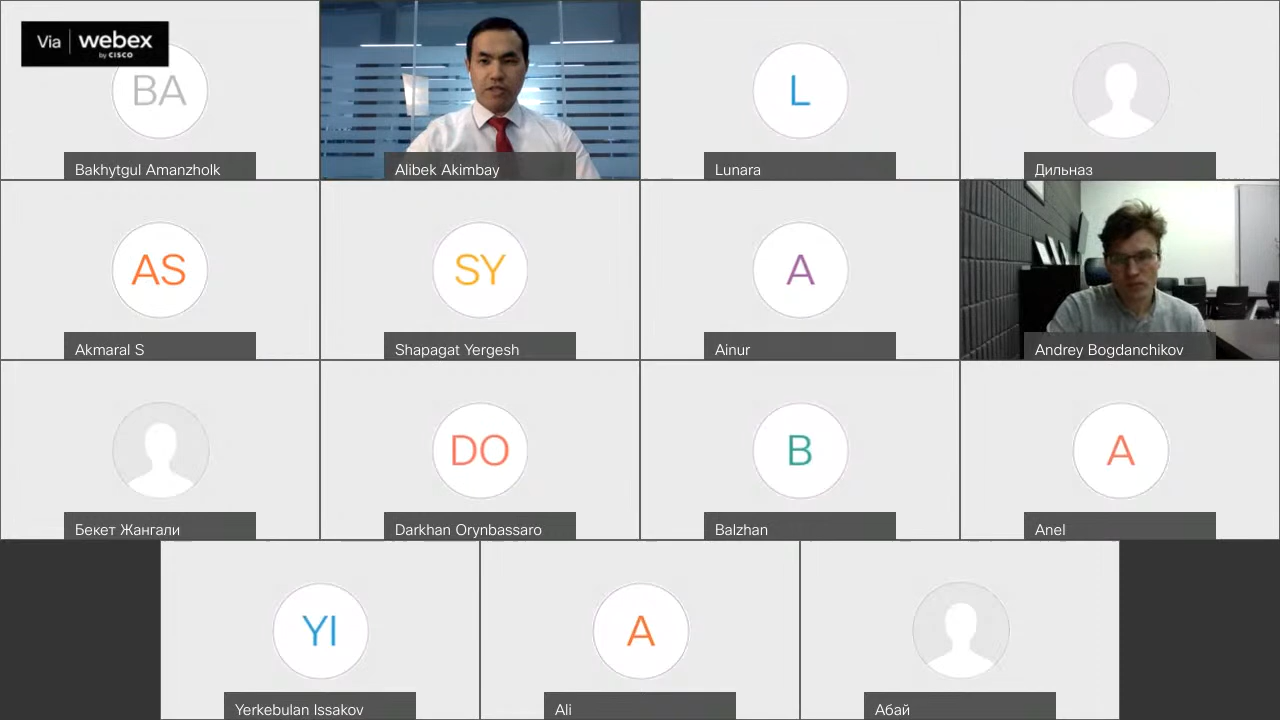 Via webex
by CISCO
BA
Bakhytgul Amanzholk
Alibek Akimbay
L
Lunara
Дильназ
AS
Akmaral S
SY
Shapagat Yergesh
A
Ainur
Andrey Bogdanchikov
Бекет Жангали
DO
Darkhan Orynbassaro
B
Balzhan
A
Anel
YI
Yerkebulan Issakov
A
Ali
Абай